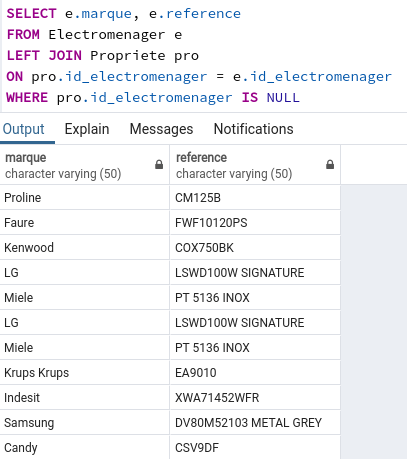 SELECT e.marque, e.reference
FROM Electromenager e
LEFT JOIN Propriete pro
ON pro.id_electromenager = e.id_electromenager
WHERE pro.id_electromenager IS NULL
Output Explain Messages Notifications
marque reference
character varying (50) character varying (50)
Proline CM125B
Faure FWF10120PS
Kenwood COX750BK
LG LSWD100W SIGNATURE
Miele PT 5136 INOX
LG LSWD100W SIGNATURE
Miele PT 5136 INOX
Krups Krups EA9010
Indesit XWA71452WFR
Samsung DV80M52103 METAL GREY
Candy CSV9DF